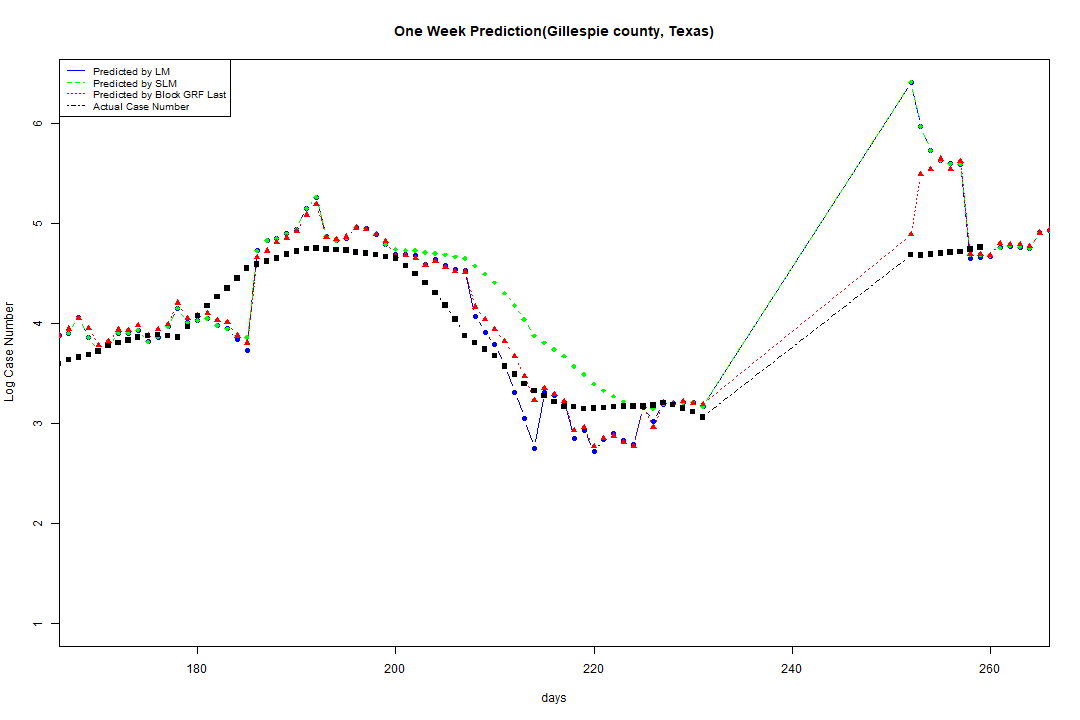 One Week Prediction(Gillespie county, Texas)
Predicted by LM
Predicted by SLM
Predicted by Block GRF Last
Actual Case Number
Log Case Number
6
5
4
3
2
1
180 200 220 240 260
days